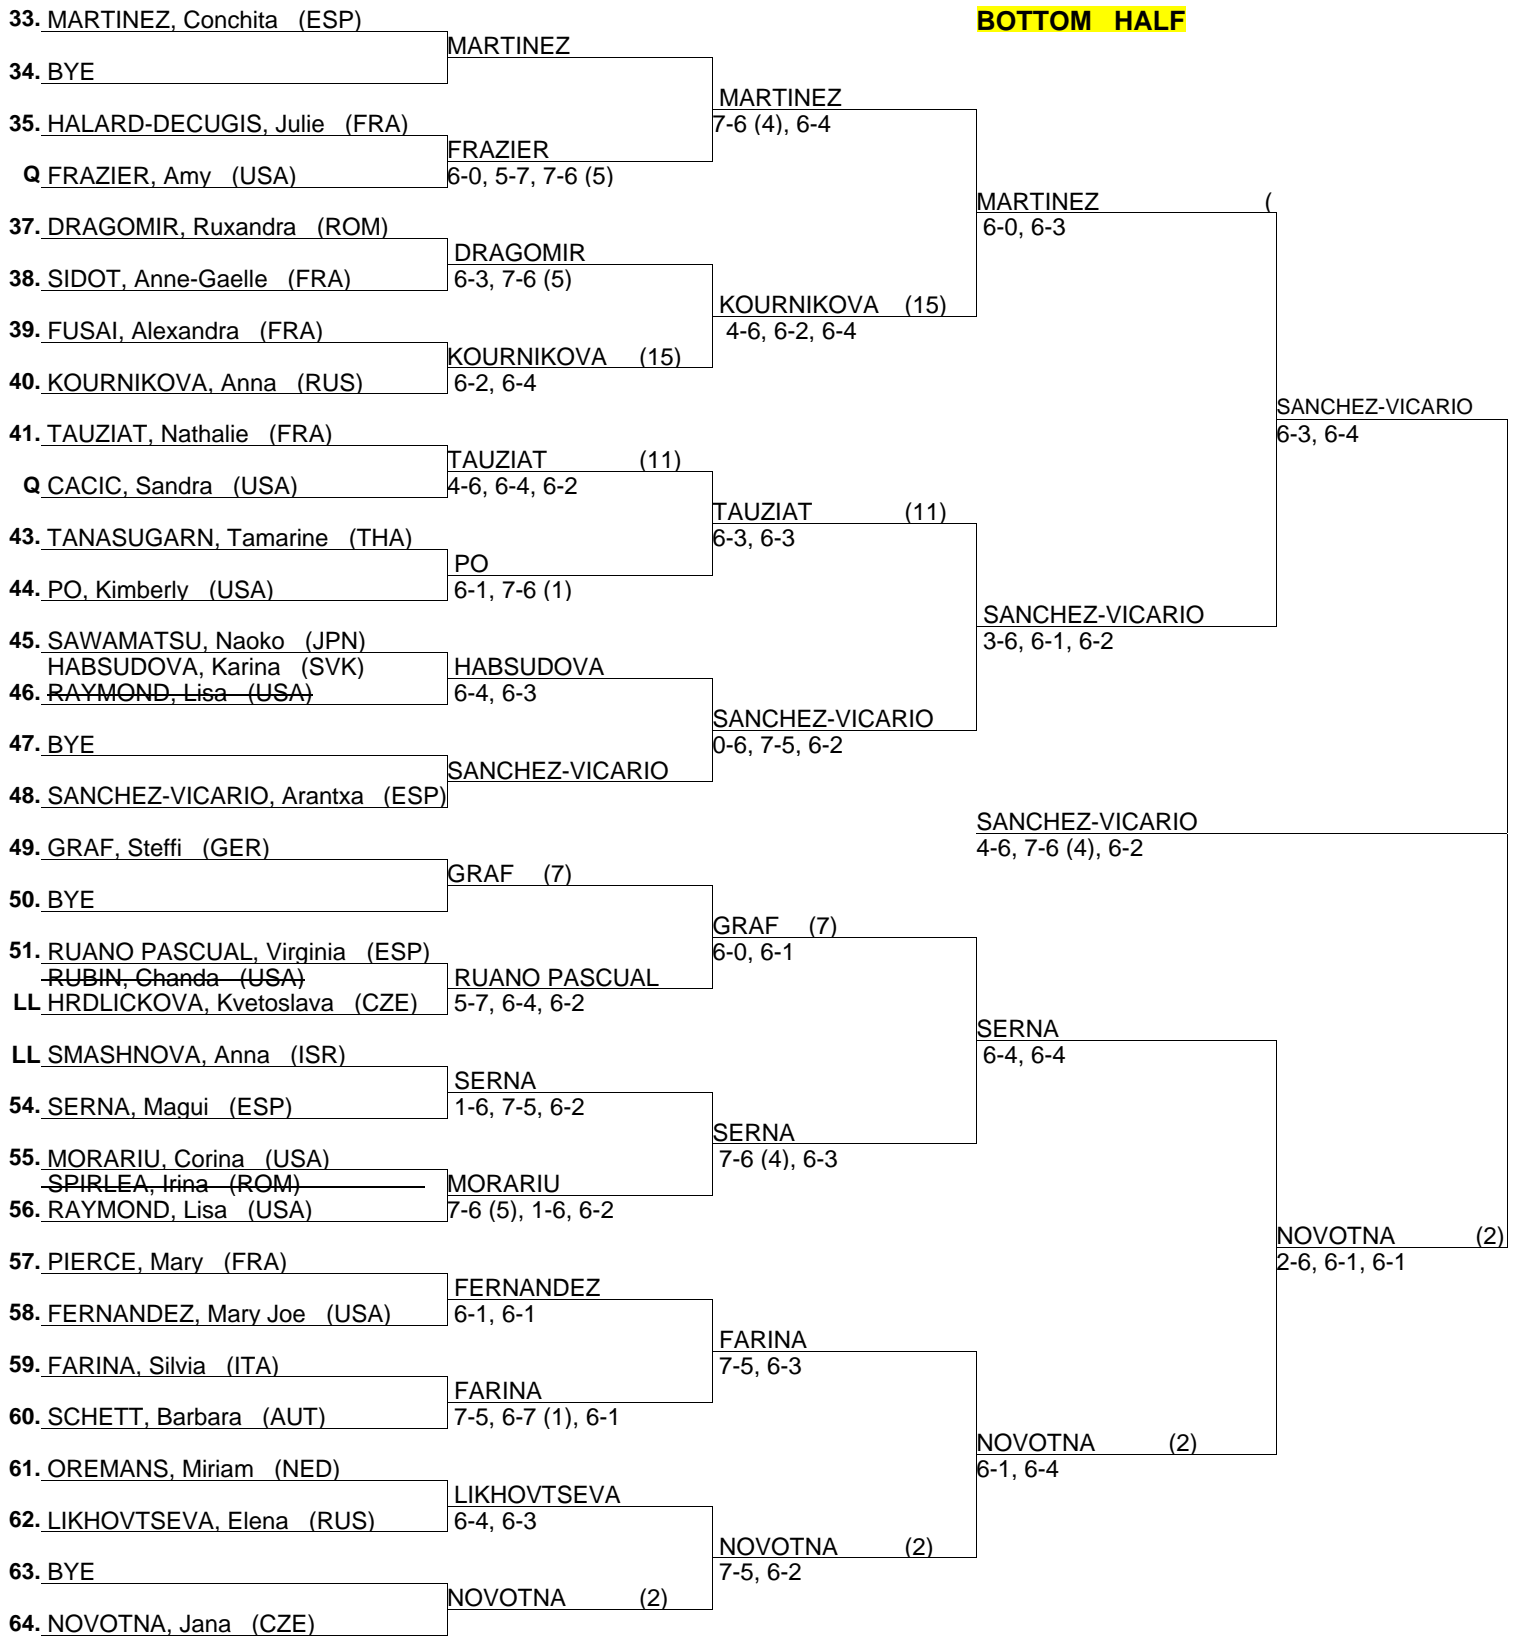 33. MARTINEZ, Conchita (ESP)
BOTTOM HALF
MARTINEZ
34. BYE
MARTINEZ
7-6 (4), 6-4
35. HALARD-DECUGIS, Julie (FRA)
FRAZIER
6-0, 5-7, 7-6 (5)
Q FRAZIER, Amy (USA)
MARTINEZ (
6-0, 6-3
37. DRAGOMIR, Ruxandra (ROM)
DRAGOMIR
6-3, 7-6 (5)
38. SIDOT, Anne-Gaelle (FRA)
KOURNIKOVA (15)
4-6, 6-2, 6-4
39. FUSAI, Alexandra (FRA)
KOURNIKOVA (15)
6-2, 6-4
40. KOURNIKOVA, Anna (RUS)
SANCHEZ-VICARIO
6-3, 6-4
41. TAUZIAT, Nathalie (FRA)
TAUZIAT (11)
4-6, 6-4, 6-2
Q CACIC, Sandra (USA)
TAUZIAT (11)
6-3, 6-3
43. TANASUGARN, Tamarine (THA)
PO
6-1, 7-6 (1)
44. PO, Kimberly (USA)
SANCHEZ-VICARIO
3-6, 6-1, 6-2
45. SAWAMATSU, Naoko (JPN)
HABSUDOVA, Karina (SVK)
HABSUDOVA
46. RAYMOND, Lisa (USA)
6-4, 6-3
SANCHEZ-VICARIO
0-6, 7-5, 6-2
47. BYE
SANCHEZ-VICARIO
48. SANCHEZ-VICARIO, Arantxa (ESP)
SANCHEZ-VICARIO
4-6, 7-6 (4), 6-2
49. GRAF, Steffi (GER)
GRAF (7)
50. BYE
GRAF (7)
6-0, 6-1
51. RUANO PASCUAL, Virginia (ESP)
RUBIN, Chanda (USA)
RUANO PASCUAL
LL HRDLICKOVA, Kvetoslava (CZE)
5-7, 6-4, 6-2
SERNA
6-4, 6-4
LL SMASHNOVA, Anna (ISR)
SERNA
1-6, 7-5, 6-2
54. SERNA, Magui (ESP)
SERNA
7-6 (4), 6-3
55. MORARIU, Corina (USA)
SPIRLEA, Irina (ROM)
MORARIU
56. RAYMOND, Lisa (USA)
7-6 (5), 1-6, 6-2
NOVOTNA (2)
2-6, 6-1, 6-1
57. PIERCE, Mary (FRA)
FERNANDEZ
6-1, 6-1
58. FERNANDEZ, Mary Joe (USA)
FARINA
7-5, 6-3
59. FARINA, Silvia (ITA)
FARINA
7-5, 6-7 (1), 6-1
60. SCHETT, Barbara (AUT)
NOVOTNA (2)
6-1, 6-4
61. OREMANS, Miriam (NED)
LIKHOVTSEVA
6-4, 6-3
62. LIKHOVTSEVA, Elena (RUS)
NOVOTNA (2)
7-5, 6-2
63. BYE
NOVOTNA (2)
64. NOVOTNA, Jana (CZE)